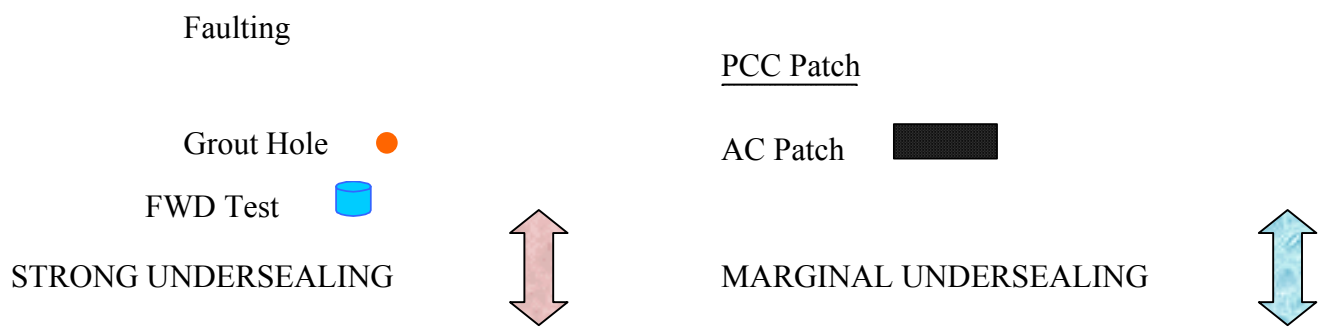 Faulting
PCC Patch
Grout Hole
AC Patch
FWD Test
STRONG UNDERSEALING
MARGINAL UNDERSEALING